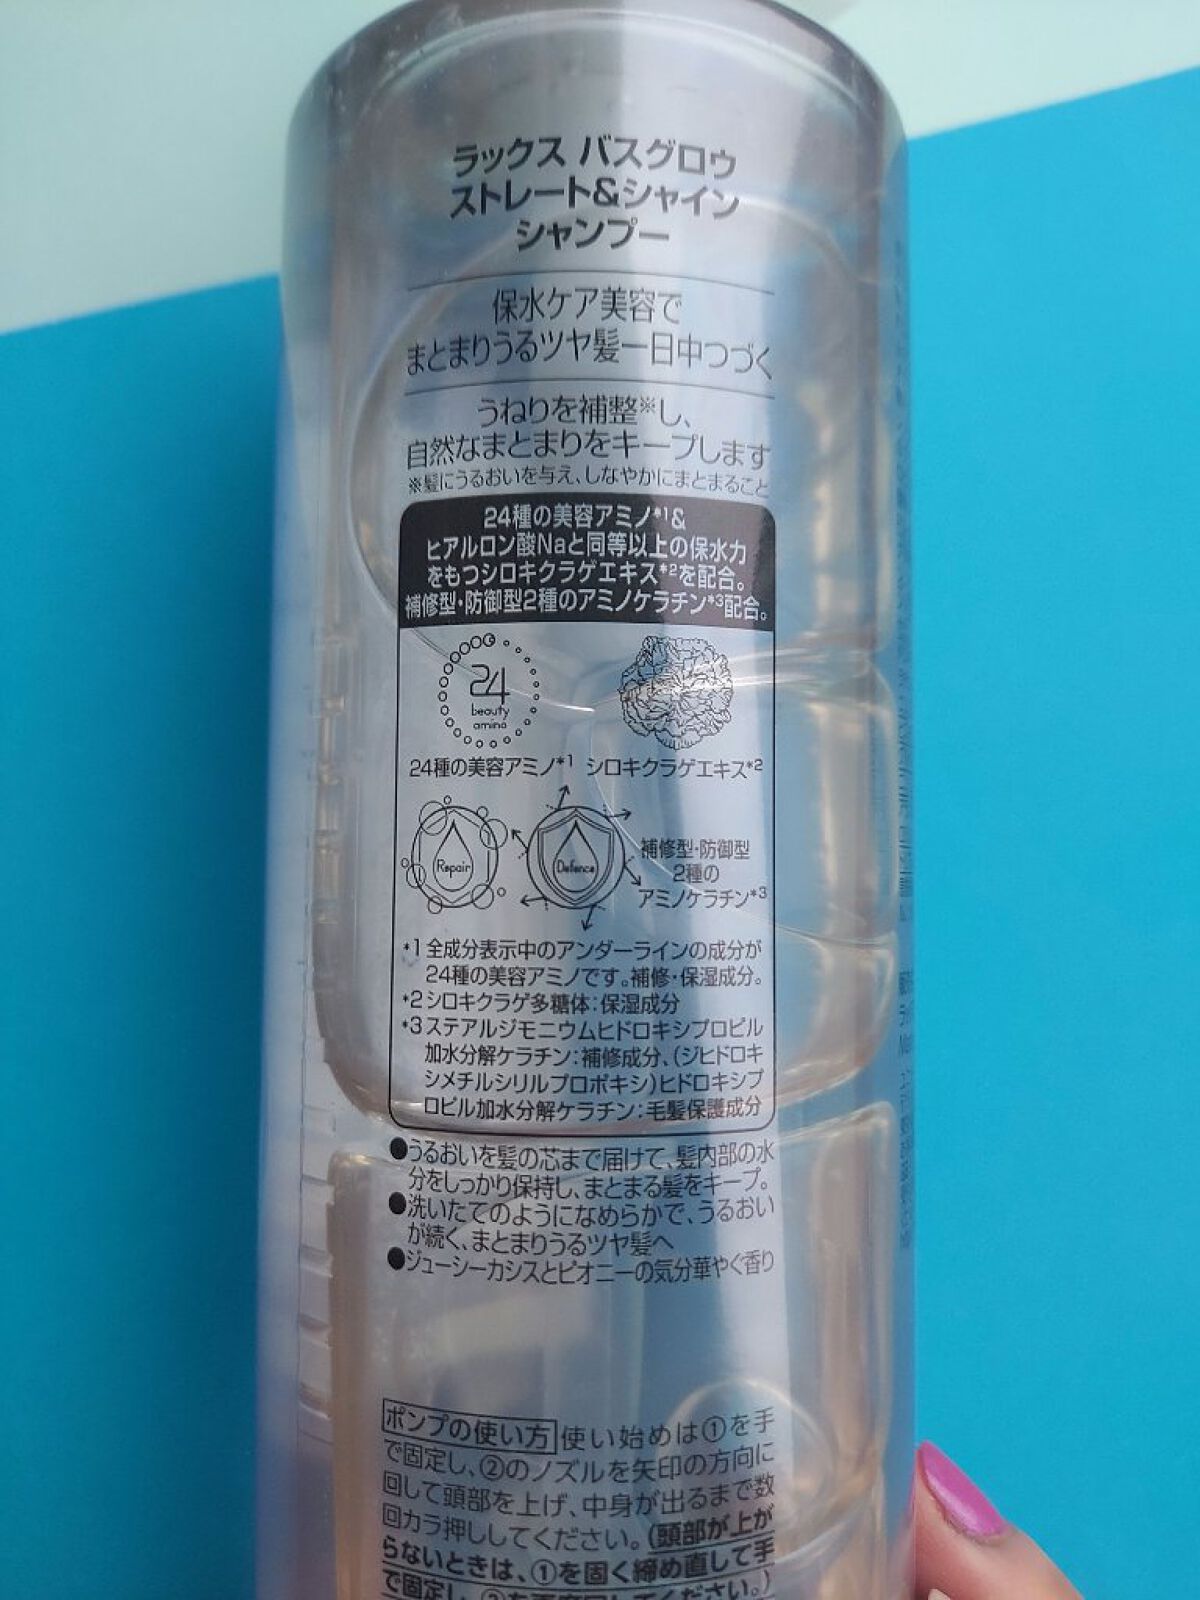 ラックス バスグロウ
ストレート&シャイン
シャンプー
保水ケア美容で
まとまりうるツヤ髪一日中つづく
うねりを補整※し、
自然なまとまりをキープします
※髪にうるおいを与え、しなやかにまとまること
24種の美容アミノ*1&
ヒアルロン酸Naと同等以上の保水力
をもつシロキクラゲエキス*2を配合。
補修型・防御型2種のアミノケラチン*3配合。
24
beauty
amino
24種の美容アミノ*1 シロキクラゲエキス*2
Repair
Defence
補修型・防御型
2種の
アミノケラチン*3
*1 全成分表示中のアンダーラインの成分が
24種の美容アミノです。補修・保湿成分。
*2 シロキクラゲ多糖体:保湿成分
*3 ステアルジモニウムヒドロキシプロピル
加水分解ケラチン:補修成分、(ジヒドロキ
シメチルシリルプロポキシ)ヒドロキシプ
ロピル加水分解ケラチン:毛髪保護成分
●うるおいを髪の芯まで届けて、髪内部の水
分をしっかり保持し、まとまる髪をキープ。
●洗いたてのようになめらかで、うるおい
が続く、まとまりうるツヤ髪へ
●ジューシーカシスとピオニーの気分華やぐ香り
ポンプの使い方 使い始めは①を手
で固定し、②のノズルを矢印の方向に
回して頭部を上げ、中身が出るまで数
回カラ押ししてください。(頭部が上が
らないときは、①を固く締め直して手
で固定し、②を再度回してください。)